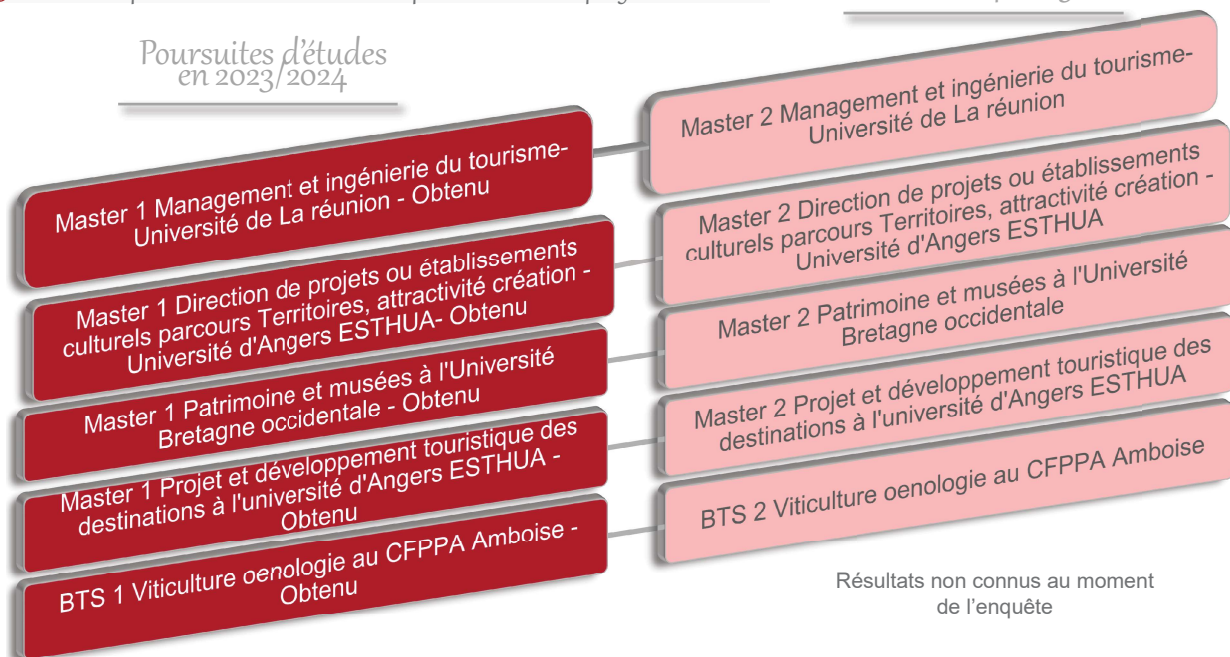 Poursuites d'études
en 2023/2024
Master 1 Management et ingénierie du tourisme-
Université de La réunion - Obtenu
Master 1 Direction de projets ou établissements
culturels parcours Territoires, attractivité création -
Université d'Angers ESTHUA- Obtenu
Master 1 Patrimoine et musées à l'Université
Bretagne occidentale - Obtenu
Master 1 Projet et développement touristique des
destinations à l'université d'Angers ESTHUA -
Obtenu
BTS 1 Viticulture oenologie au CFPPA Amboise -
Obtenu
Master 2 Management et ingénierie du tourisme-
Université de La réunion
Master 2 Direction de projets ou établissements
culturels parcours Territoires, attractivité création -
Université d'Angers ESTHUA
Master 2 Patrimoine et musées à l'Université
Bretagne occidentale
Master 2 Projet et développement touristique des
destinations à l'université d'Angers ESTHUA
BTS 2 Viticulture oenologie au CFPPA Amboise
Résultats non connus au moment
de l'enquête